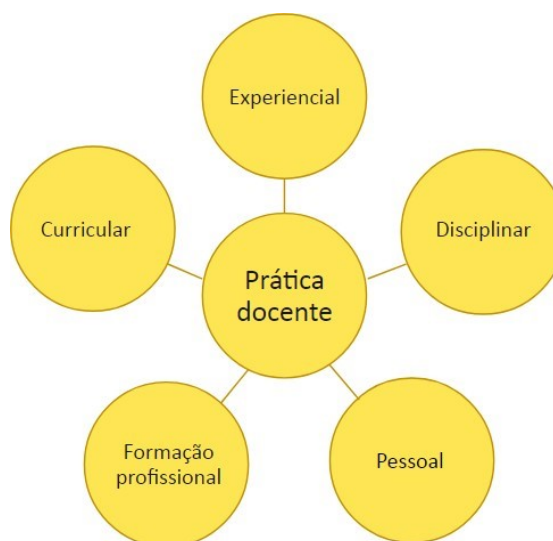 Experiencial
Curricular
Disciplinar
Prática
docente
Formação
profissional
Pessoal